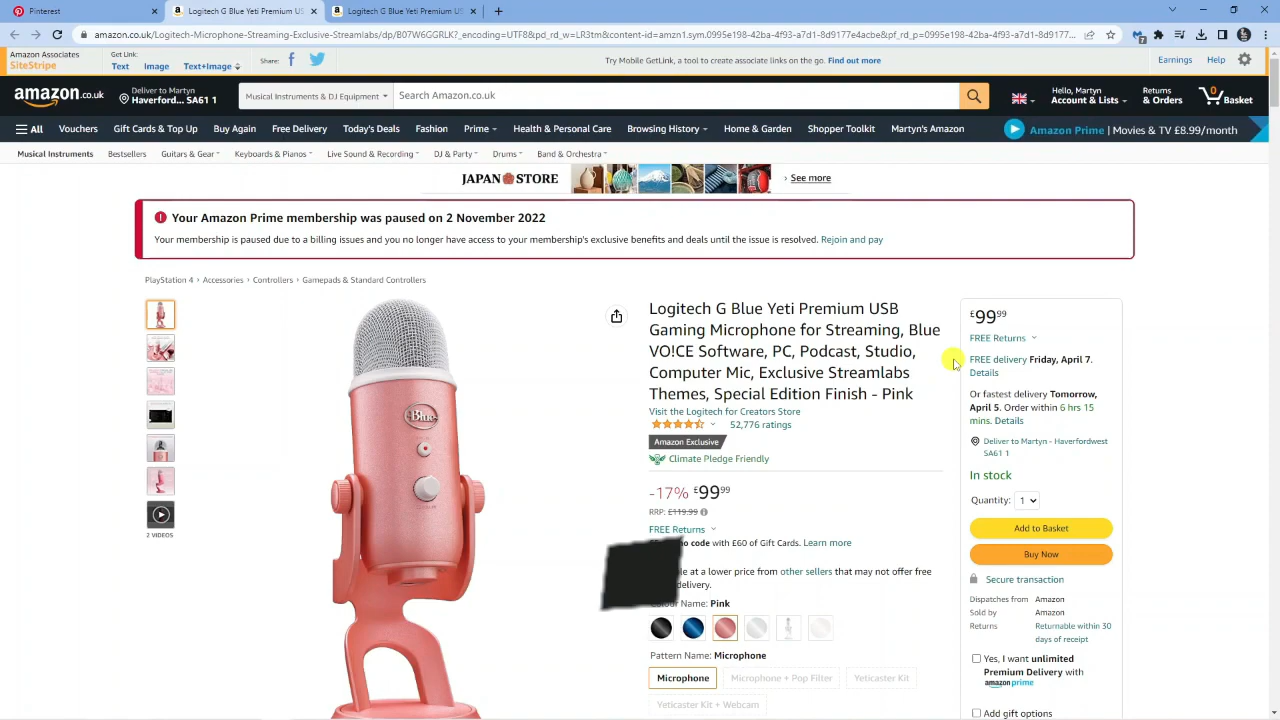 Pinterest
Logitech G Blue Yeti Premium US
Logitech G Blue Yeti Premium US
amazon.co.uk/Logitech-Microphone-Streaming-Exclusive-Streamlabs/dp/B07W6GGRLK?_encoding=UTF8&pd_rd_w=LR3tm&content-id=amzn1.sym.0995e198-42ba-4f93-a7d1-8d9177e4acbe&pf_rd_p=0995e198-42ba-4f93-a7d1-8d9177...
Amazon Associates
SiteStripe
Get Link:
Text
Image
Text+Image
Share:
Try Mobile GetLink, a tool to create associate links on the go. Find out more
Earnings
Help
amazon.co.uk
Deliver to Martyn
Haverford... SA61 1
Musical Instruments & DJ Equipment
Search Amazon.co.uk
Hello, Martyn
Account & Lists
Returns
& Orders
0
Basket
All
Vouchers
Gift Cards & Top Up
Buy Again
Free Delivery
Today's Deals
Fashion
Prime
Health & Personal Care
Browsing History
Home & Garden
Shopper Toolkit
Martyn's Amazon
Amazon Prime | Movies & TV £8.99/month
Musical Instruments
Bestsellers
Guitars & Gear
Keyboards & Pianos
Live Sound & Recording
DJ & Party
Drums
Band & Orchestra
JAPAN STORE
› See more
Your Amazon Prime membership was paused on 2 November 2022
Your membership is paused due to a billing issues and you no longer have access to your membership's exclusive benefits and deals until the issue is resolved. Rejoin and pay
PlayStation 4 › Accessories › Controllers › Gamepads & Standard Controllers
Blue
2 VIDEOS
Logitech G Blue Yeti Premium USB
Gaming Microphone for Streaming, Blue
VO!CE Software, PC, Podcast, Studio,
Computer Mic, Exclusive Streamlabs
Themes, Special Edition Finish - Pink
Visit the Logitech for Creators Store
52,776 ratings
Amazon Exclusive
Climate Pledge Friendly
-17% £99⁹⁹
RRP: £119.99
FREE Returns
code with £60 of Gift Cards. Learn more
at a lower price from other sellers that may not offer free
delivery.
Name: Pink
Pattern Name: Microphone
Microphone
Microphone + Pop Filter
Yeticaster Kit
Yeticaster Kit + Webcam
£99⁹⁹
FREE Returns
FREE delivery Friday, April 7.
Details
Or fastest delivery Tomorrow,
April 5. Order within 6 hrs 15
mins. Details
Deliver to Martyn - Haverfordwest
SA61 1
In stock
Quantity: 1
Add to Basket
Buy Now
Secure transaction
Dispatches from Amazon
Sold by Amazon
Returns Returnable within 30
days of receipt
Yes, I want unlimited
Premium Delivery with
amazon prime
Add gift options